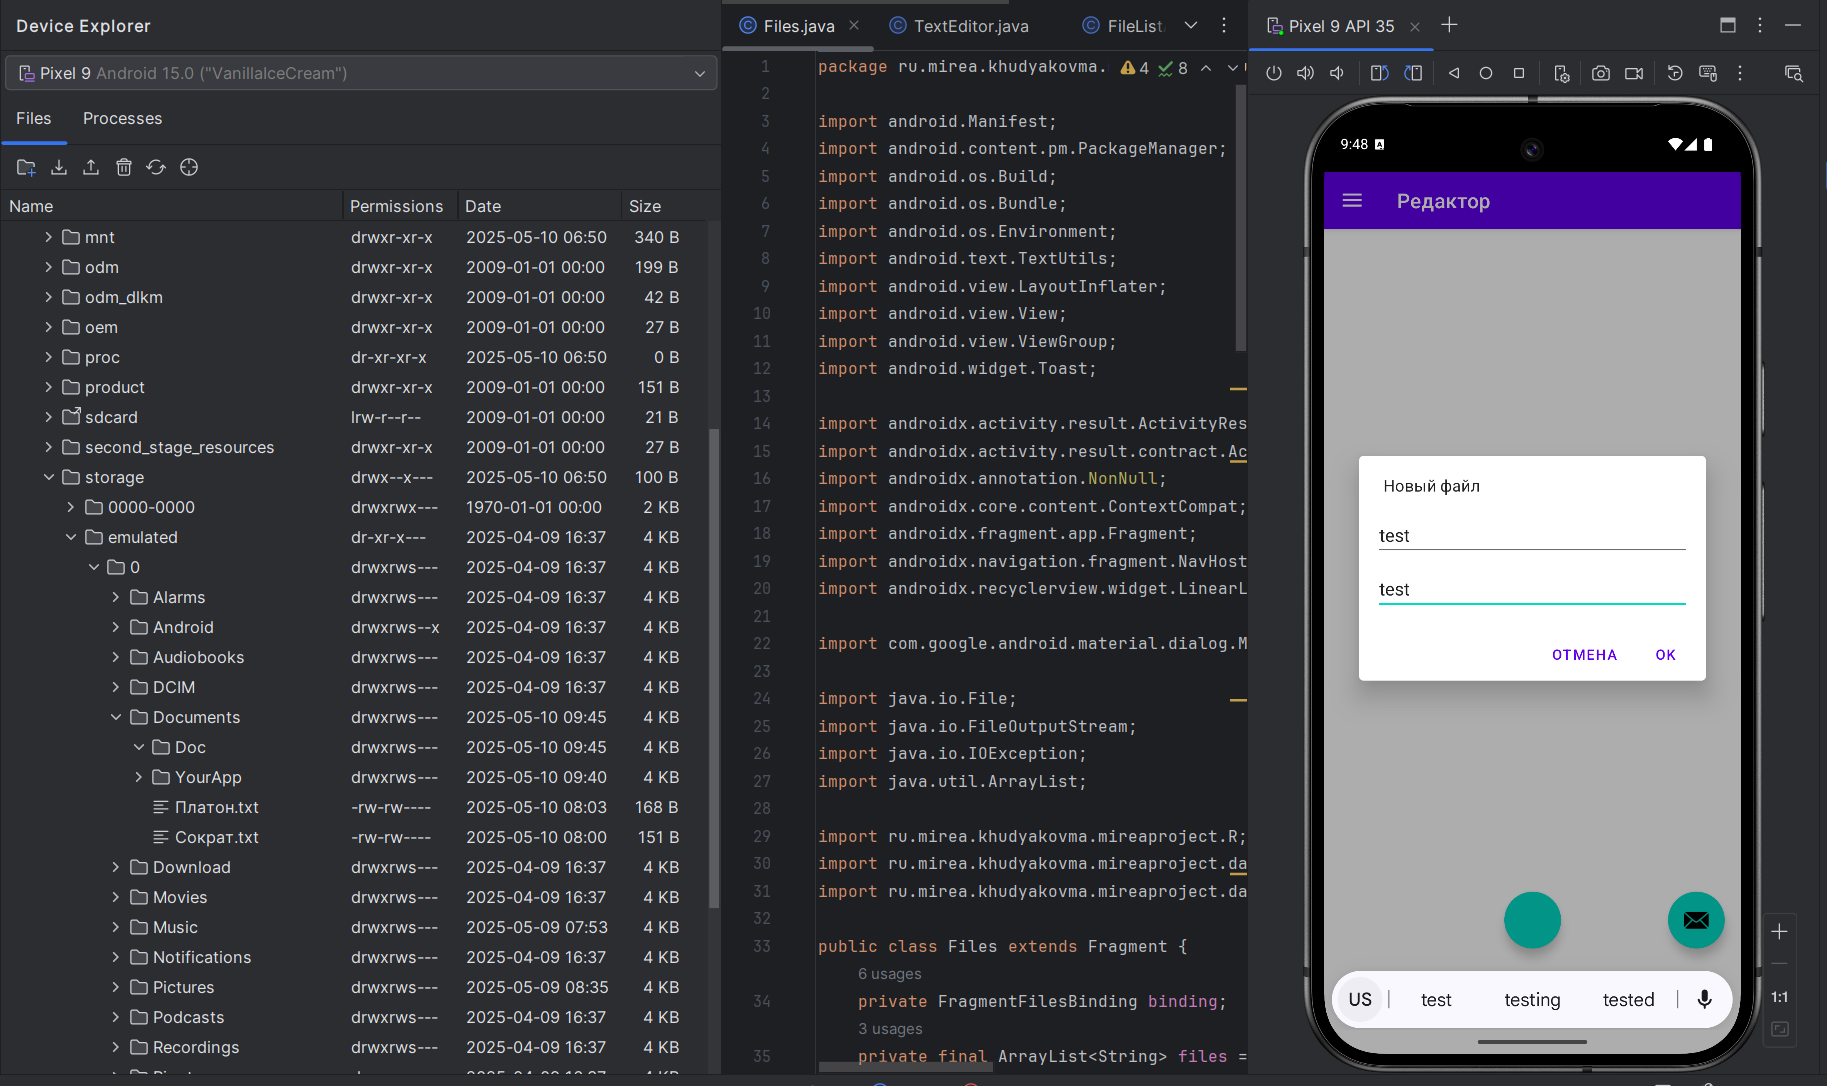 Device Explorer
Pixel 9 Android 15.0 ("VanillaIceCream")
Files Processes
Name Permissions Date Size
mnt drwxr-xr-x 2025-05-10 06:50 340 B
odm drwxr-xr-x 2009-01-01 00:00 199 B
odm_dlkm drwxr-xr-x 2009-01-01 00:00 42 B
oem drwxr-xr-x 2009-01-01 00:00 27 B
proc dr-xr-xr-x 2025-05-10 06:50 0 B
product drwxr-xr-x 2009-01-01 00:00 151 B
sdcard lrw-r--r-- 2009-01-01 00:00 21 B
second_stage_resources drwxr-xr-x 2009-01-01 00:00 27 B
storage drwx--x--- 2025-05-10 06:50 100 B
0000-0000 drwxrwx--- 1970-01-01 00:00 2 KB
emulated dr-xr-x--- 2025-04-09 16:37 4 KB
0 drwxrws--- 2025-04-09 16:37 4 KB
Alarms drwxrws--- 2025-04-09 16:37 4 KB
Android drwxrws--x 2025-04-09 16:37 4 KB
Audiobooks drwxrws--- 2025-04-09 16:37 4 KB
DCIM drwxrws--- 2025-04-09 16:37 4 KB
Documents drwxrws--- 2025-05-10 09:45 4 KB
Doc drwxrws--- 2025-05-10 09:45 4 KB
YourApp drwxrws--- 2025-05-10 09:40 4 KB
Платон.txt -rw-rw---- 2025-05-10 08:03 168 B
Сократ.txt -rw-rw---- 2025-05-10 08:00 151 B
Download drwxrws--- 2025-04-09 16:37 4 KB
Movies drwxrws--- 2025-04-09 16:37 4 KB
Music drwxrws--- 2025-05-09 07:53 4 KB
Notifications drwxrws--- 2025-04-09 16:37 4 KB
Pictures drwxrws--- 2025-05-09 08:35 4 KB
Podcasts drwxrws--- 2025-04-09 16:37 4 KB
Recordings drwxrws--- 2025-04-09 16:37 4 KB
Files.java TextEditor.java FileList
4 8
1 package ru.mirea.khudyakovma.
2
3 import android.Manifest;
4 import android.content.pm.PackageManager;
5 import android.os.Build;
6 import android.os.Bundle;
7 import android.os.Environment;
8 import android.text.TextUtils;
9 import android.view.LayoutInflater;
10 import android.view.View;
11 import android.view.ViewGroup;
12 import android.widget.Toast;
13
14 import androidx.activity.result.ActivityRes
15 import androidx.activity.result.contract.Ac
16 import androidx.annotation.NonNull;
17 import androidx.core.content.ContextCompat;
18 import androidx.fragment.app.Fragment;
19 import androidx.navigation.fragment.NavHost
20 import androidx.recyclerview.widget.LinearL
21
22 import com.google.android.material.dialog.M
23
24 import java.io.File;
25 import java.io.FileOutputStream;
26 import java.io.IOException;
27 import java.util.ArrayList;
28
29 import ru.mirea.khudyakovma.mireaproject.R;
30 import ru.mirea.khudyakovma.mireaproject.da
31 import ru.mirea.khudyakovma.mireaproject.da
32
33 public class Files extends Fragment {
6 usages
34 private FragmentFilesBinding binding;
3 usages
35 private final ArrayList<String> files =
Pixel 9 API 35
9:48
Редактор
Новый файл
test
test
ОТМЕНА OK
US test testing tested
1:1